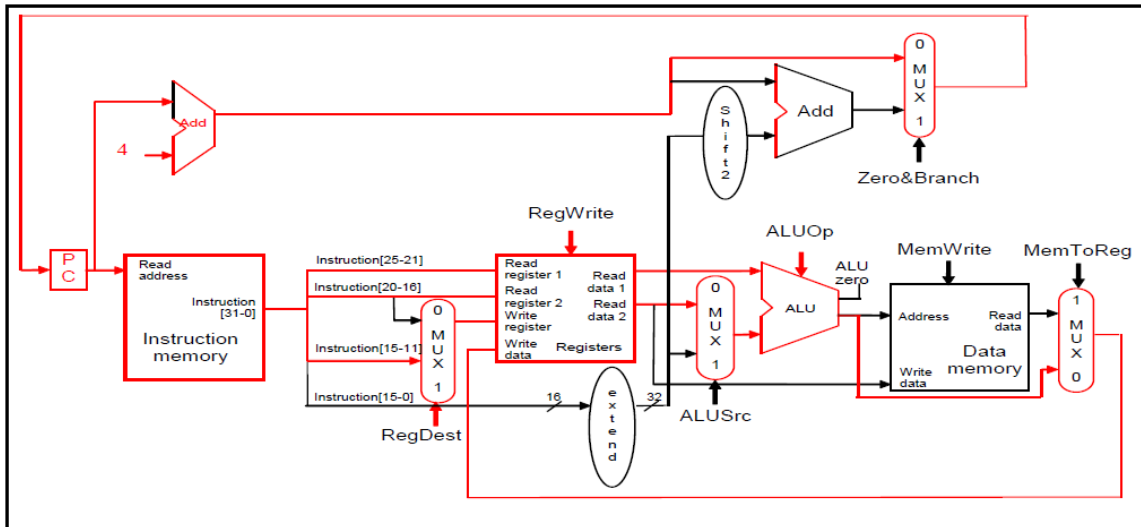 0
M
U
X
1
Add
4
Shift2
Add
Zero&Branch
RegWrite
ALUOp
MemWrite
MemToReg
P
C
Read
address
Instruction
[31-0]
Instruction
memory
Instruction[25-21]
Instruction[20-16]
Instruction[15-11]
Instruction[15-0]
0
M
U
X
1
RegDest
Read
register 1
Read
register 2
Write
register
Write
data
Read
data 1
Read
data 2
Registers
16
extend
32
0
M
U
X
1
ALUSrc
ALU
ALU
zero
Address
Read
data
Write
data
Data
memory
1
M
U
X
0